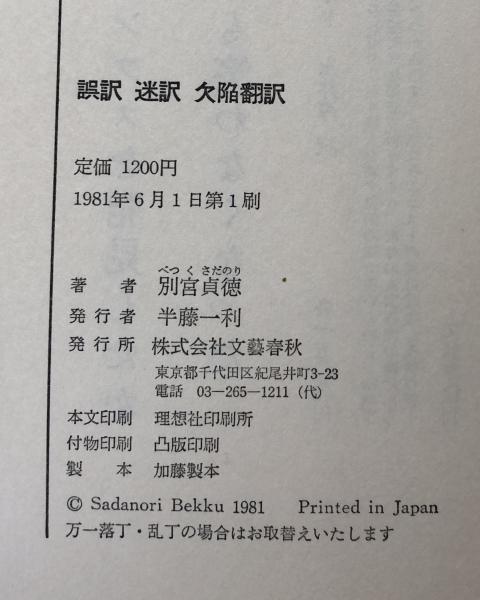 誤訳 迷訳 欠陥翻訳
定価 1200円
1981年6月1日第1刷
べつ く さだのり
著 者 別宮貞徳
発行者 半藤一利
発行所 株式会社文藝春秋
東京都千代田区紀尾井町3-23
電話 03-265-1211 (代)
本文印刷 理想社印刷所
付物印刷 凸版印刷
製 本 加藤製本
© Sadanori Bekku 1981 Printed in Japan
万一落丁・乱丁の場合はお取替えいたします